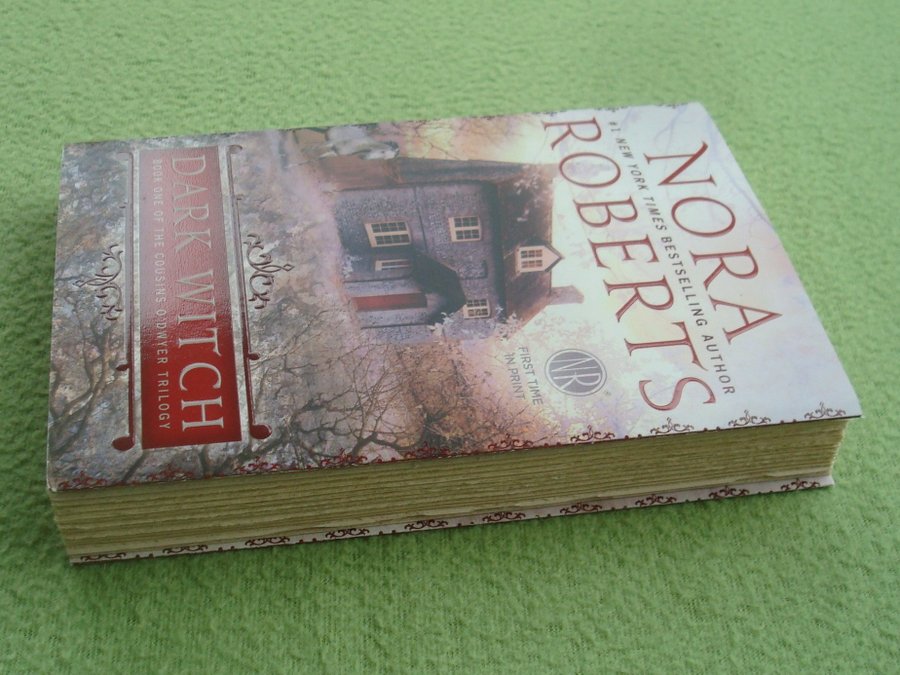 #1 NEW YORK TIMES BESTSELLING AUTHOR
NORA
ROBERTS
NR
FIRST TIME
IN PRINT
DARK WITCH
BOOK ONE OF THE COUSINS O'DWYER TRILOGY